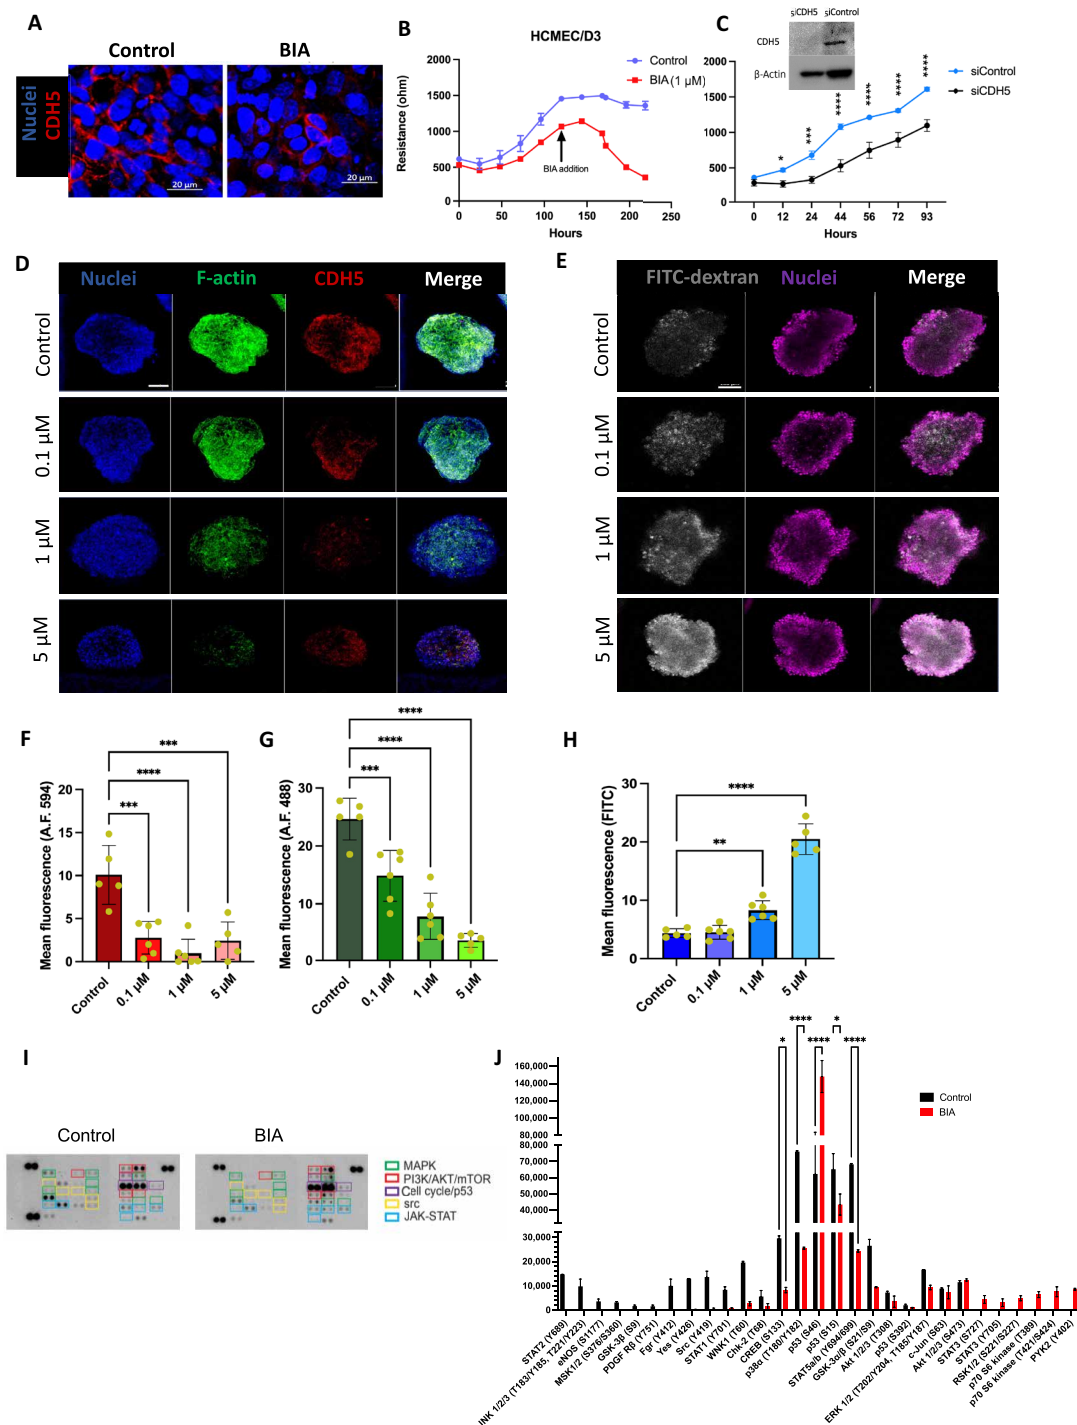 A
Control
BIA
Nuclei
CDH5
20 μm
20 μm
B
HCMEC/D3
Control
BIA (1 μM)
Resistance (ohm)
2000
1500
1000
500
0
BIA addition
0
50
100
150
200
250
Hours
C
siCDH5
siControl
CDH5
β-Actin
siControl
siCDH5
2000
1500
1000
500
0
*
***
****
****
****
****
0
12
24
44
56
72
93
Hours
D
Nuclei
F-actin
CDH5
Merge
Control
0.1 μM
1 μM
5 μM
E
FITC-dextran
Nuclei
Merge
Control
0.1 μM
1 μM
5 μM
F
Mean fluorescence (A.F. 594)
20
15
10
5
0
***
****
***
Control
0.1 μM
1 μM
5 μM
G
Mean fluorescence (A.F. 488)
30
20
10
0
****
****
***
Control
0.1 μM
1 μM
5 μM
H
Mean fluorescence (FITC)
30
20
10
0
****
**
Control
0.1 μM
1 μM
5 μM
I
Control
BIA
MAPK
PI3K/AKT/mTOR
Cell cycle/p53
src
JAK-STAT
J
Control
BIA
160,000
140,000
120,000
100,000
80,000
80,000
70,000
60,000
50,000
40,000
30,000
20,000
10,000
0
*
****
****
*
****
STAT2 (Y689)
JNK 1/2/3 (T183/Y185, T221/Y223)
eNOS (S1177)
MSK1/2 (S376/S360)
GSK-3β (S9)
PDGF Rβ (Y751)
Fgr (Y412)
Yes (Y426)
Src (Y419)
STAT1 (Y701)
WNK1 (T60)
Chk-2 (T68)
CREB (S133)
p38α (T180/Y182)
p53 (S46)
p53 (S15)
STAT5a/b (Y694/699)
GSK-3α/β (S21/S9)
Akt 1/2/3 (T308)
p53 (S392)
ERK 1/2 (T202/Y204, T185/Y187)
c-Jun (S63)
Akt 1/2/3 (S473)
STAT3 (S727)
STAT3 (Y705)
RSK1/2 (S221/S227)
p70 S6 kinase (T389)
p70 S6 kinase (T421/S424)
PYK2 (Y402)